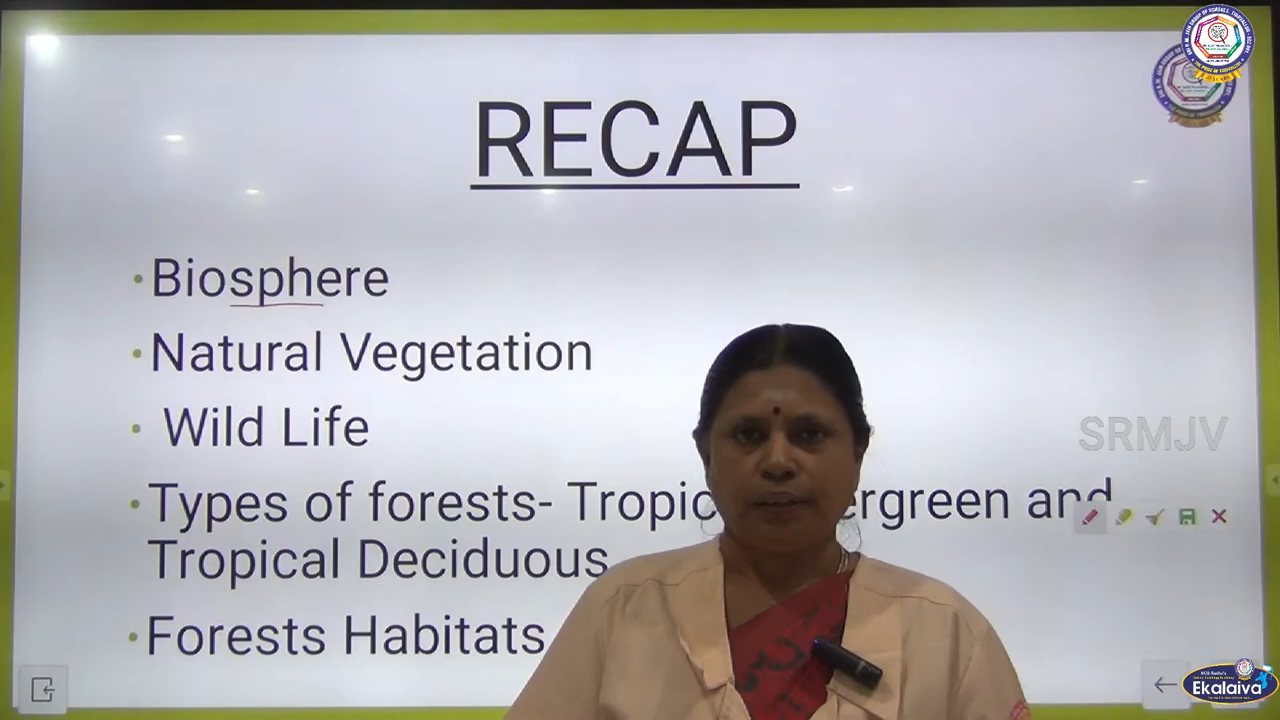 RECAP
• Biosphere
• Natural Vegetation
• Wild Life
SRMJV
• Types of forests- Tropic ergreen and
Tropical Deciduous
• Forests Habitats
Ekalaiva